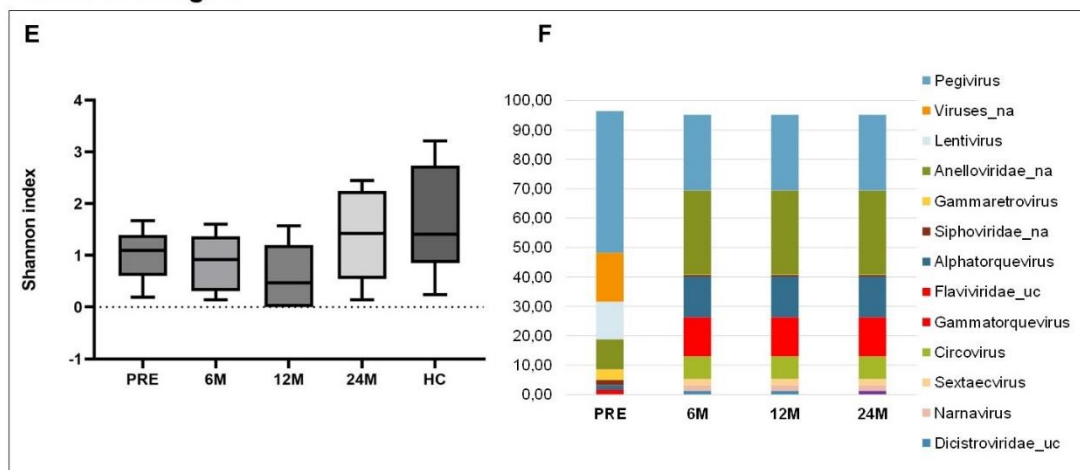 E
F
4
3
2
1
0
-1
Shannon index
PRE 6M 12M 24M HC
100,00
90,00
80,00
70,00
60,00
50,00
40,00
30,00
20,00
10,00
0,00
PRE 6M 12M 24M
Pegivirus
Viruses_na
Lentivirus
Anelloviridae_na
Gammaretrovirus
Siphoviridae_na
Alphatorquevirus
Flaviviridae_uc
Gammatorquevirus
Circovirus
Sextaecvirus
Narnavirus
Dicistroviridae_uc